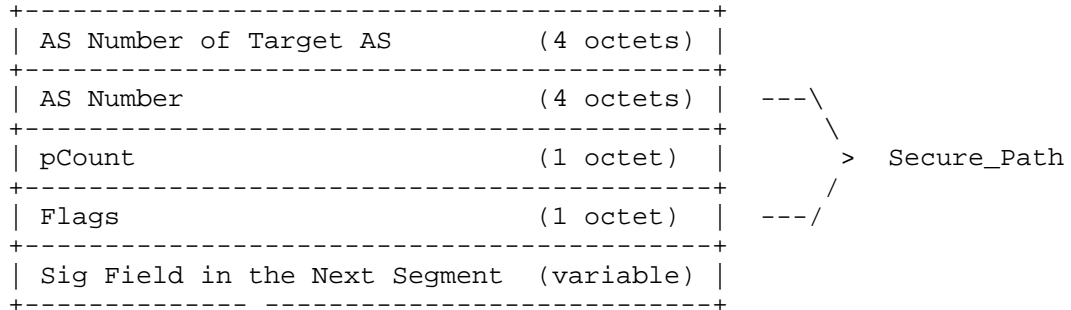 +-------------------------------------------+
| AS Number of Target AS         (4 octets) |
+-------------------------------------------+
| AS Number                      (4 octets) |  ---\
+-------------------------------------------+      \
| pCount                         (1 octet)  |       >  Secure_Path
+-------------------------------------------+      /
| Flags                          (1 octet)  |  ---/
+-------------------------------------------+
| Sig Field in the Next Segment  (variable) |
+-------------- ----------------------------+